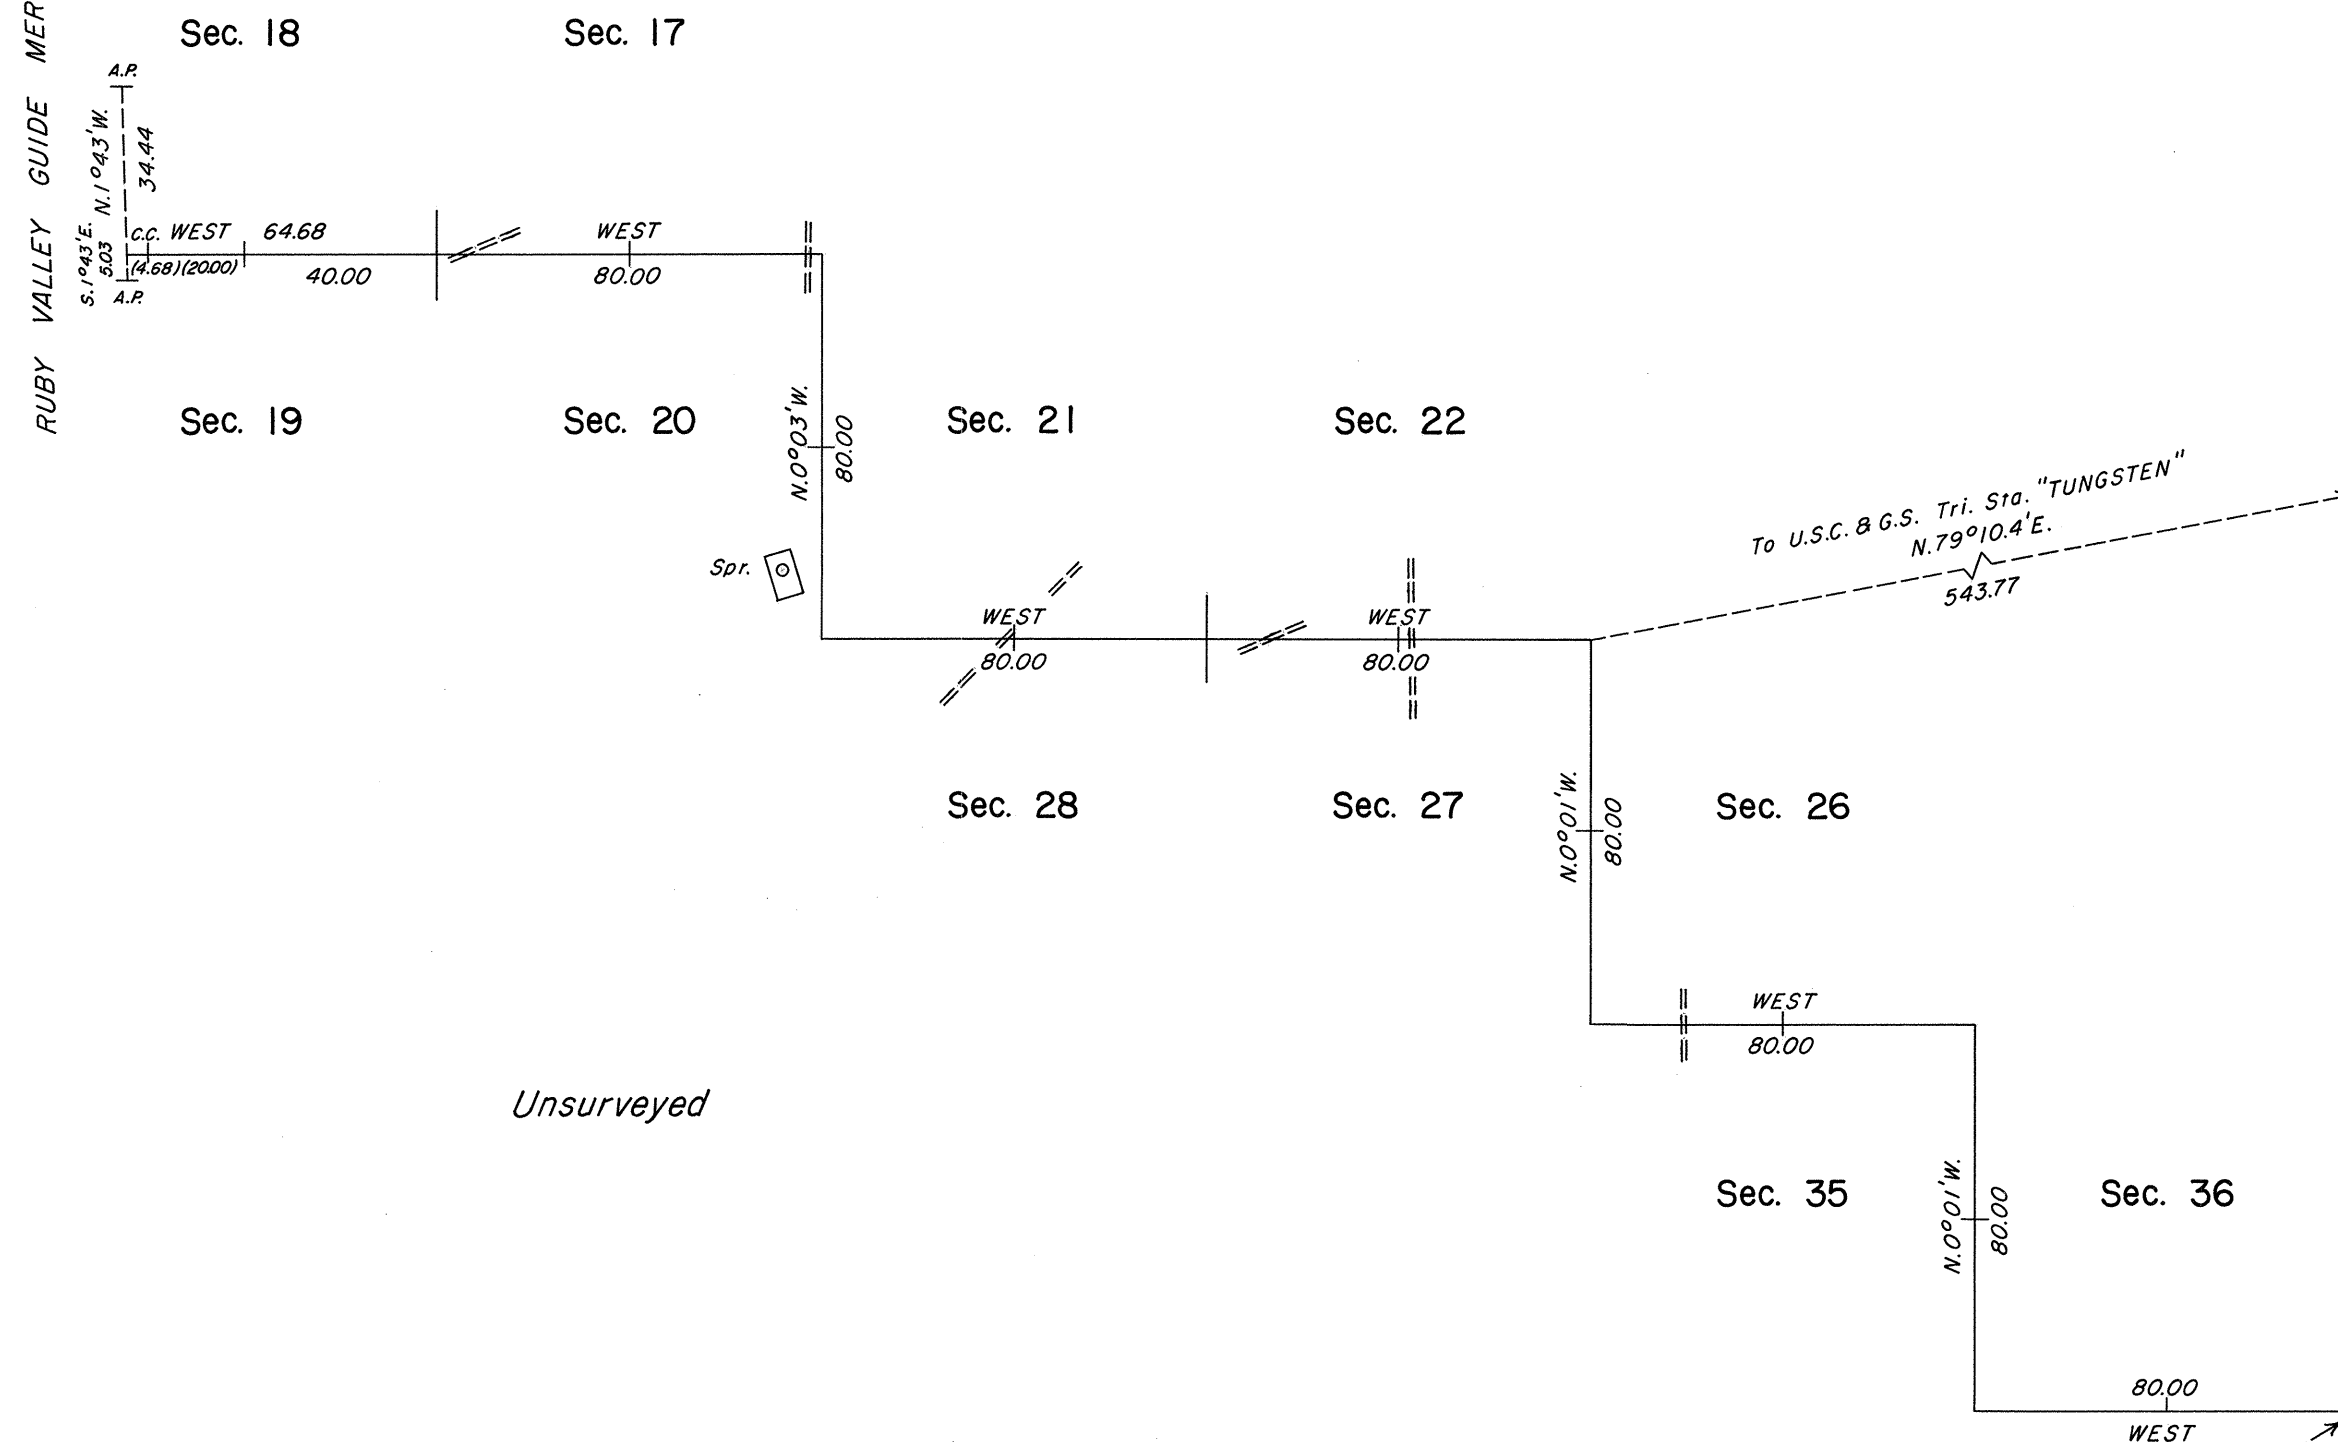 RUBY VALLEY GUIDE MER
Sec. 18
Sec. 17
A.P.
N.1°43'W.
34.44
S.1°43'E.
5.03
C.C. WEST 64.68
(4.68)(20.00)
40.00
A.P.
WEST
80.00
Sec. 19
Sec. 20
N.0°03'W.
80.00
Sec. 21
Sec. 22
Spr.
To U.S.C. & G.S. Tri. Sta. "TUNGSTEN"
N.79°10.4'E.
543.77
WEST
80.00
WEST
80.00
Sec. 28
Sec. 27
N.0°01'W.
80.00
Sec. 26
WEST
80.00
Unsurveyed
Sec. 35
N.0°01'W.
80.00
Sec. 36
80.00
WEST